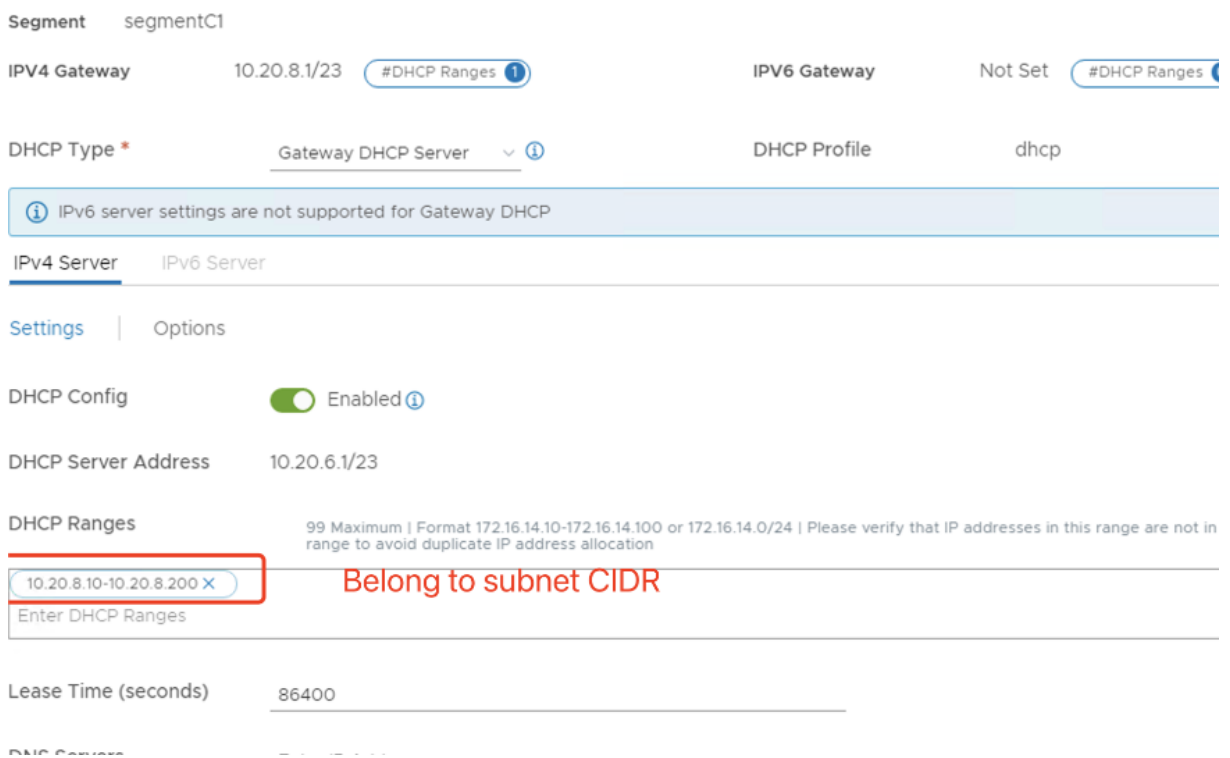 Segment segmentC1
IPV4 Gateway 10.20.8.1/23 #DHCP Ranges 1 IPV6 Gateway Not Set #DHCP Ranges
DHCP Type * Gateway DHCP Server DHCP Profile dhcp
IPv6 server settings are not supported for Gateway DHCP
IPv4 Server IPv6 Server
Settings | Options
DHCP Config Enabled
DHCP Server Address 10.20.6.1/23
DHCP Ranges 99 Maximum | Format 172.16.14.10-172.16.14.100 or 172.16.14.0/24 | Please verify that IP addresses in this range are not in
range to avoid duplicate IP address allocation
10.20.8.10-10.20.8.200 Belong to subnet CIDR
Enter DHCP Ranges
Lease Time (seconds) 86400
DNS Servers